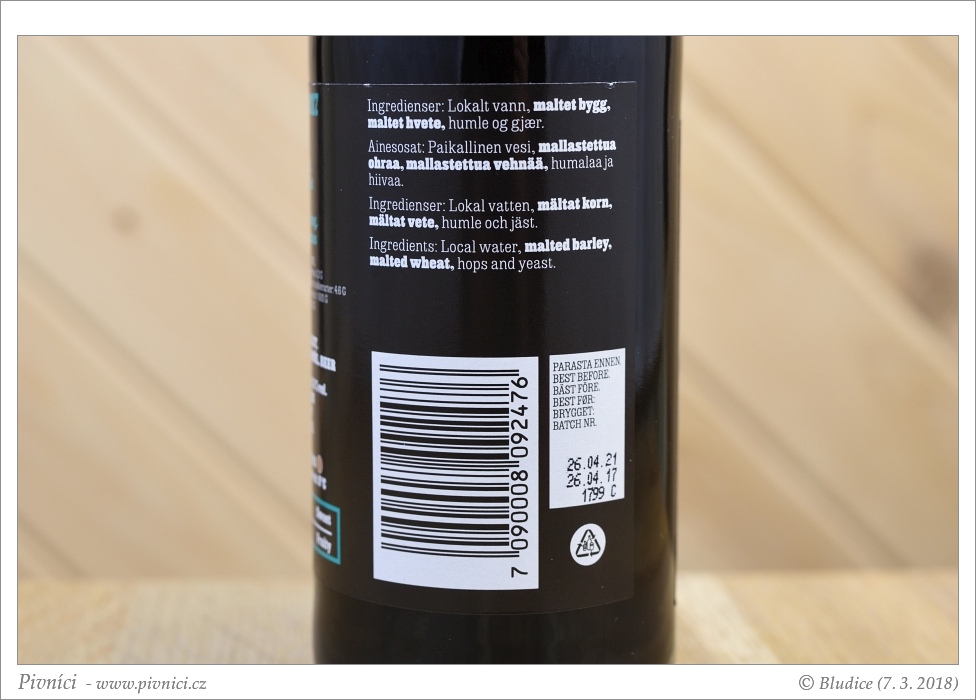 Ingredienser: Lokalt vann, maltet bygg,
maltet hvete, humle og gjær.
Ainesosat: Paikallinen vesi, mallastettua
ohraa, mallastettua vehnää, humalaa ja
hiivaa.
Ingredienser: Lokal vatten, mältat korn,
mältat vete, humle och jäst.
Ingredients: Local water, malted barley,
malted wheat, hops and yeast.
7 090008 092476
PARASTA ENNEN.
BEST BEFORE.
BÄST FÖRE.
BEST FØR:
BRYGGET:
BATCH NR.
26.04.21
26.04.17
1799 C
Pivníci - www.pivnici.cz
© Bludice (7. 3. 2018)